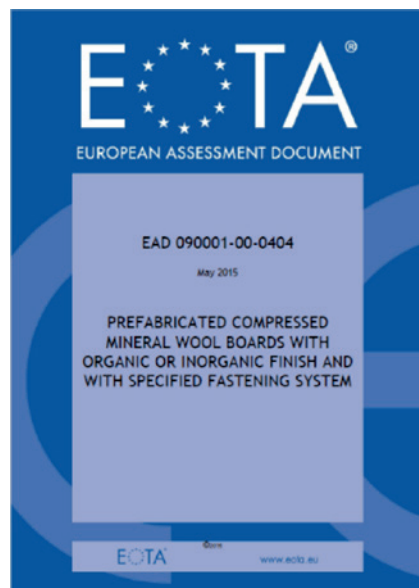 EOTA®
EUROPEAN ASSESSMENT DOCUMENT
EAD 090001-00-0404
May 2015
PREFABRICATED COMPRESSED
MINERAL WOOL BOARDS WITH
ORGANIC OR INORGANIC FINISH AND
WITH SPECIFIED FASTENING SYSTEM
EOTA®
www.eota.eu